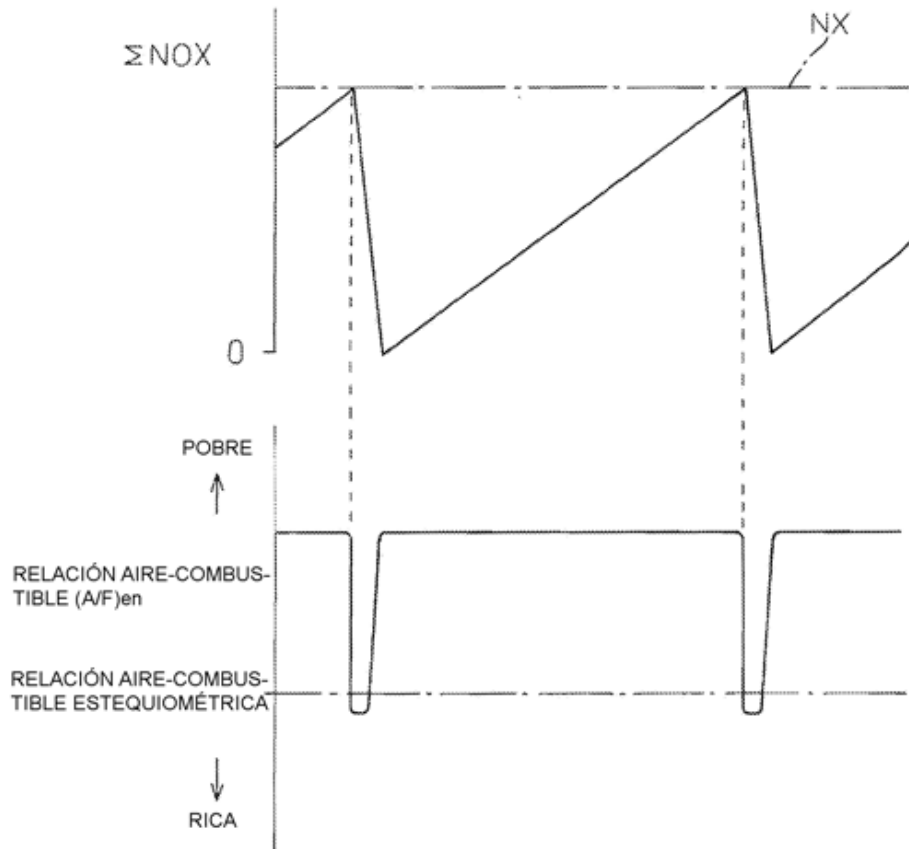 ΣNOX
NX
0
POBRE
RELACIÓN AIRE-COMBUS-
TIBLE (A/F)en
RELACIÓN AIRE-COMBUS-
TIBLE ESTEQUIOMÉTRICA
RICA